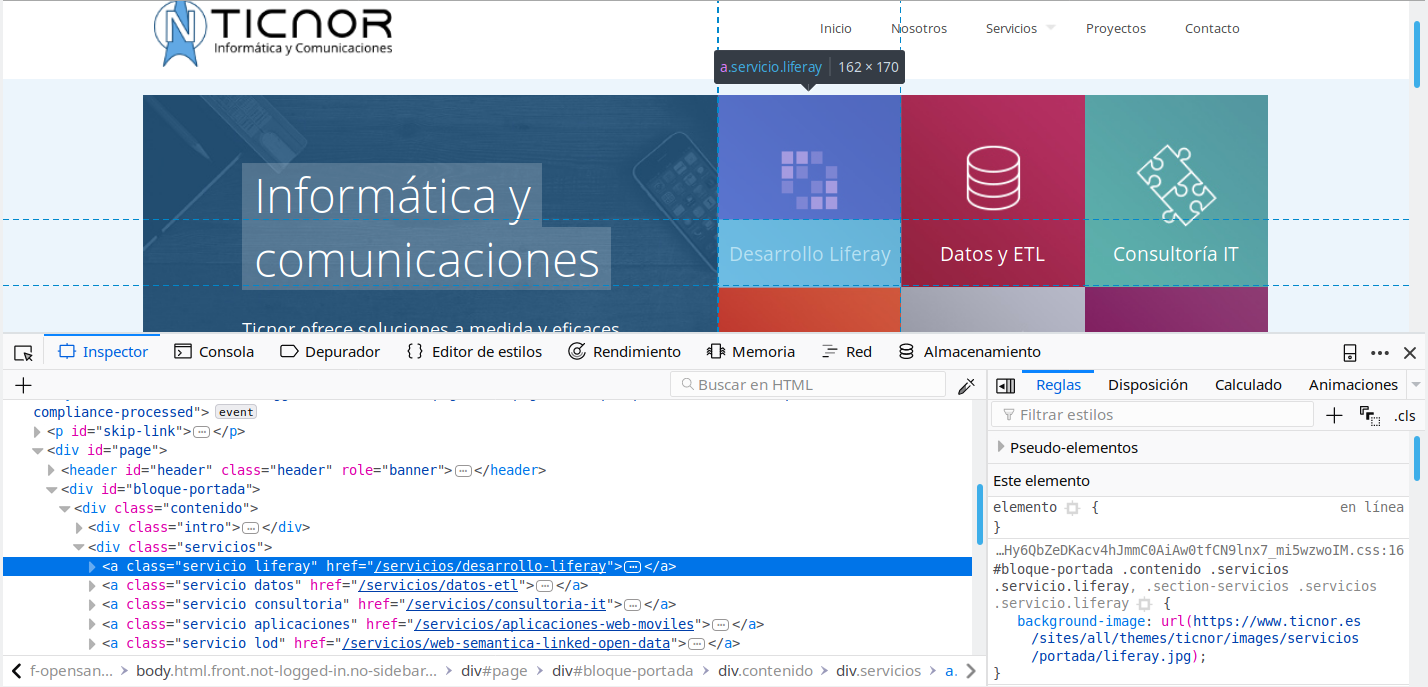 TICNOR
Informática y Comunicaciones
Inicio Nosotros Servicios Proyectos Contacto
a.servicio.liferay 162 × 170
Informática y
comunicaciones
Ticnor ofrece soluciones a medida y eficaces
Desarrollo Liferay
Datos y ETL
Consultoría IT
Inspector Consola Depurador {} Editor de estilos Rendimiento Memoria Red Almacenamiento
Buscar en HTML
compliance-processed"> event
<p id="skip-link">…</p>
<div id="page">
<header id="header" class="header" role="banner">…</header>
<div id="bloque-portada">
<div class="contenido">
<div class="intro">…</div>
<div class="servicios">
<a class="servicio liferay" href="/servicios/desarrollo-liferay">…</a>
<a class="servicio datos" href="/servicios/datos-etl">…</a>
<a class="servicio consultoria" href="/servicios/consultoria-it">…</a>
<a class="servicio aplicaciones" href="/servicios/aplicaciones-web-moviles">…</a>
<a class="servicio lod" href="/servicios/web-semantica-linked-open-data">…</a>
f-opensan... > body.html.front.not-logged-in.no-sidebar... > div#page > div#bloque-portada > div.contenido > div.servicios > a.
Reglas Disposición Calculado Animaciones
Filtrar estilos + .cls
Pseudo-elementos
Este elemento
elemento { en línea
}
…Hy6QbZeDKacv4hJmmC0AiAw0tfCN9lnx7_mi5wzwoIM.css:16
#bloque-portada .contenido .servicios
.servicio.liferay, .section-servicios .servicios
.servicio.liferay {
background-image: url(https://www.ticnor.es
/sites/all/themes/ticnor/images/servicios
/portada/liferay.jpg);
}